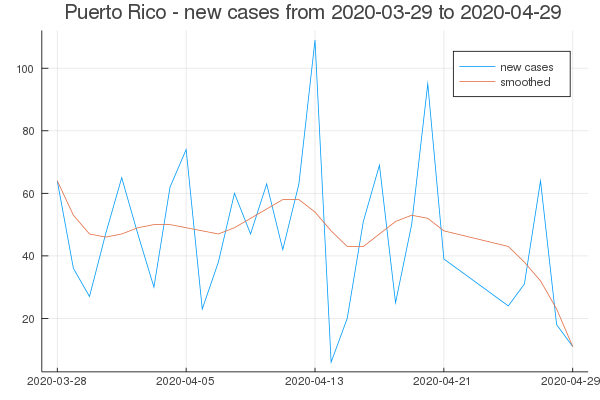 Puerto Rico - new cases from 2020-03-29 to 2020-04-29
new cases
smoothed
100
80
60
40
20
2020-03-28 2020-04-05 2020-04-13 2020-04-21 2020-04-29